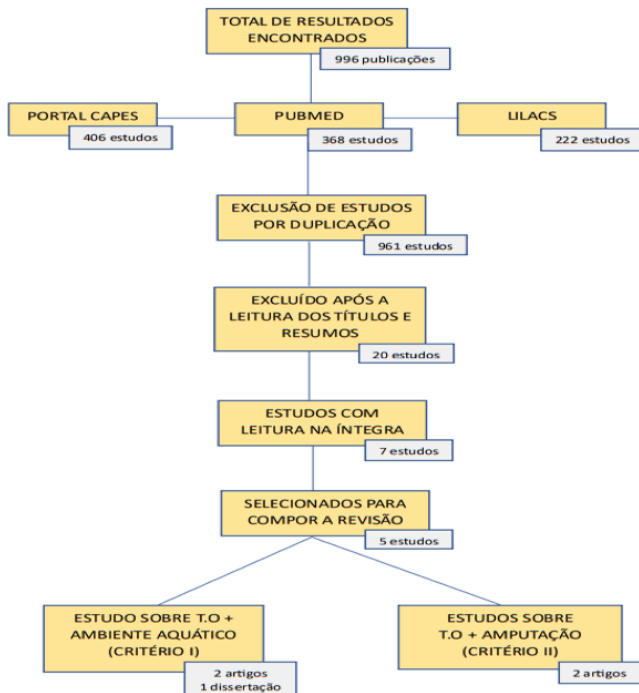 TOTAL DE RESULTADOS
ENCONTRADOS
996 publicações
PORTAL CAPES
406 estudos
PUBMED
368 estudos
LILACS
222 estudos
EXCLUSÃO DE ESTUDOS
POR DUPLICAÇÃO
961 estudos
EXCLUÍDO APÓS A
LEITURA DOS TÍTULOS E
RESUMOS
20 estudos
ESTUDOS COM
LEITURA NA ÍNTEGRA
7 estudos
SELECIONADOS PARA
COMPOR A REVISÃO
5 estudos
ESTUDO SOBRE T.O +
AMBIENTE AQUÁTICO
(CRITÉRIO I)
2 artigos
1 dissertação
ESTUDOS SOBRE
T.O + AMPUTAÇÃO
(CRITÉRIO II)
2 artigos